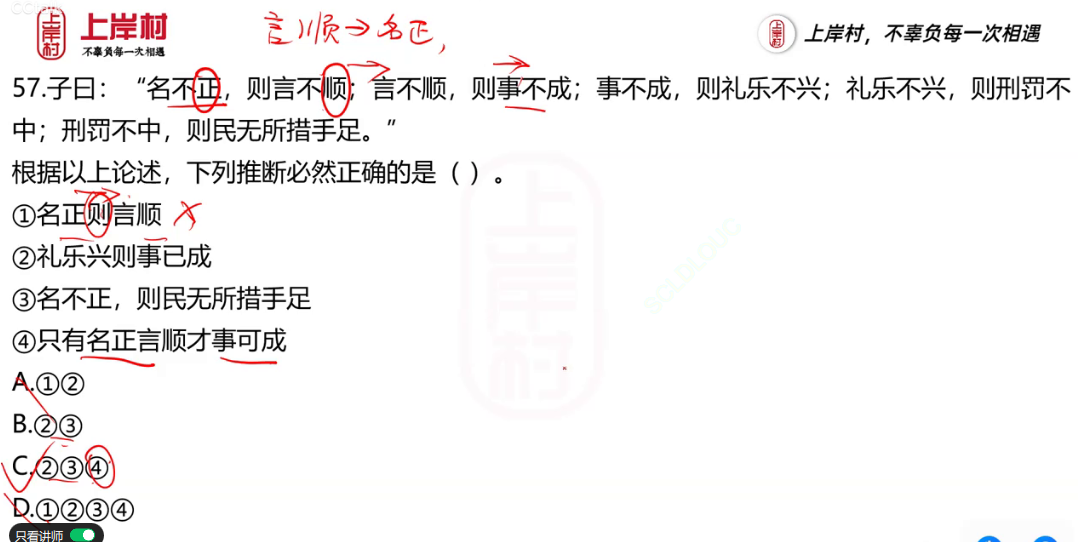 上岸村
不辜负每一次相遇
言顺→名正,
上岸村，不辜负每一次相遇
57.子曰：“名不正，则言不顺；言不顺，则事不成；事不成，则礼乐不兴；礼乐不兴，则刑罚不
中；刑罚不中，则民无所措手足。”
根据以上论述，下列推断必然正确的是（ ）。
①名正则言顺
②礼乐兴则事已成
③名不正，则民无所措手足
④只有名正言顺才事可成
A.①②
B.②③
C.②③④
D.①②③④
只看讲师
上岸村